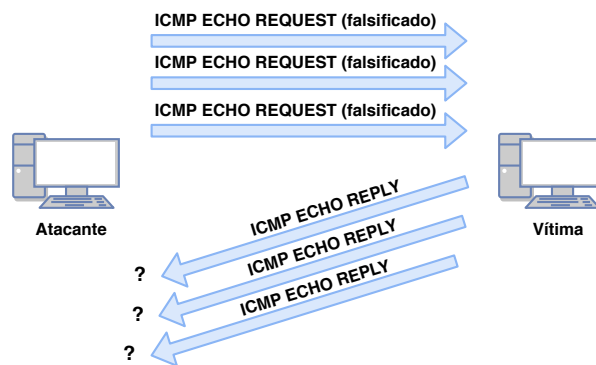 ICMP ECHO REQUEST (falsificado)
ICMP ECHO REQUEST (falsificado)
ICMP ECHO REQUEST (falsificado)
Atacante
Vítima
ICMP ECHO REPLY
ICMP ECHO REPLY
ICMP ECHO REPLY
?
?
?